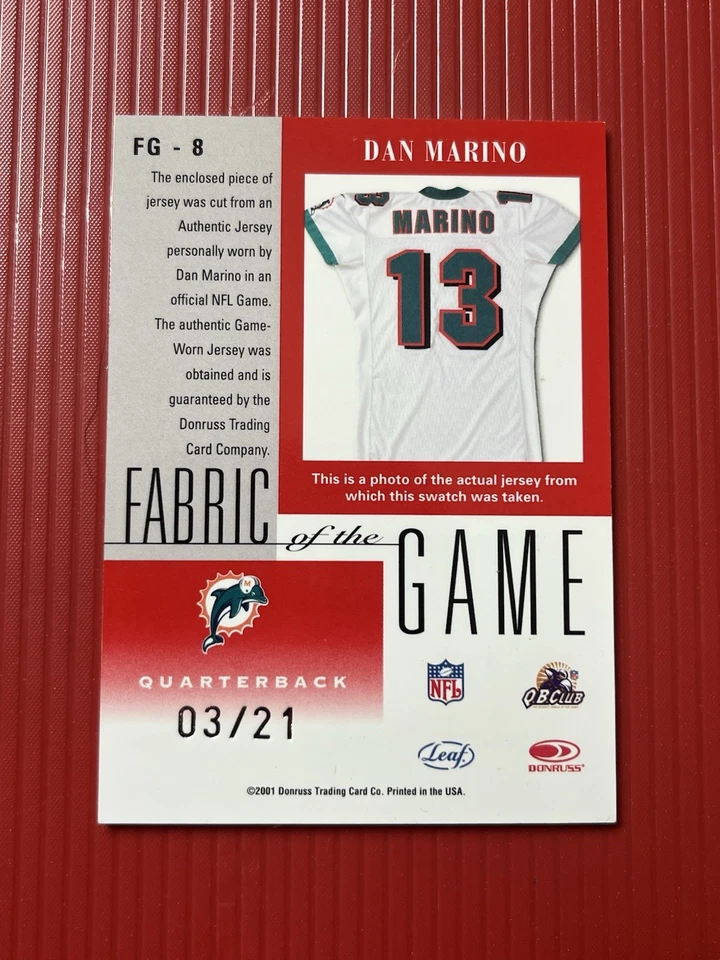 FG - 8
The enclosed piece of
jersey was cut from an
Authentic Jersey
personally worn by
Dan Marino in an
official NFL Game.
The authentic Game-
Worn Jersey was
obtained and is
guaranteed by the
Donruss Trading
Card Company.
DAN MARINO
MARINO
13
This is a photo of the actual jersey from
which this swatch was taken.
FABRIC of the GAME
M
QUARTERBACK
03/21
NFL
QB CLUB
Leaf
DONRUSS
©2001 Donruss Trading Card Co. Printed in the USA.